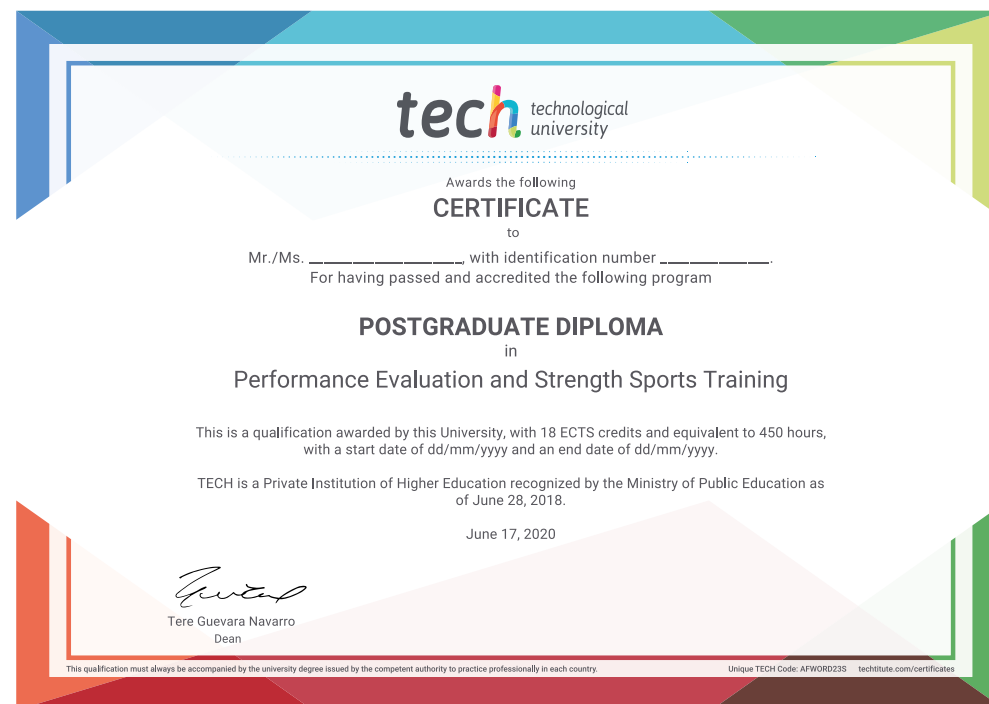 tech technological
university
Awards the following
CERTIFICATE
to
Mr./Ms. ____________________, with identification number ______________.
For having passed and accredited the following program
POSTGRADUATE DIPLOMA
in
Performance Evaluation and Strength Sports Training
This is a qualification awarded by this University, with 18 ECTS credits and equivalent to 450 hours,
with a start date of dd/mm/yyyy and an end date of dd/mm/yyyy.
TECH is a Private Institution of Higher Education recognized by the Ministry of Public Education as
of June 28, 2018.
June 17, 2020
Tere Guevara Navarro
Dean
This qualification must always be accompanied by the university degree issued by the competent authority to practice professionally in each country. Unique TECH Code: AFWORD23S techtitute.com/certificates